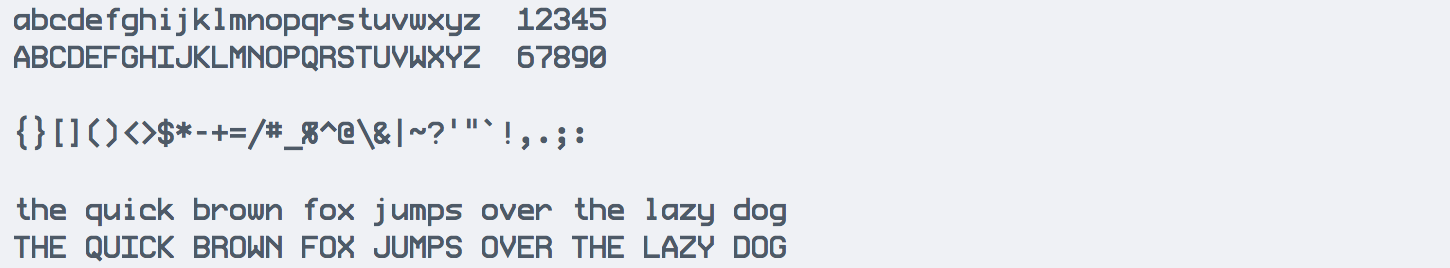 abcdefghijklmnopqrstuvwxyz 12345
ABCDEFGHIJKLMNOPQRSTUVWXYZ 67890
{}[]()<>$*-+=/#_%^@\&|~?'"`!,.;:
the quick brown fox jumps over the lazy dog
THE QUICK BROWN FOX JUMPS OVER THE LAZY DOG